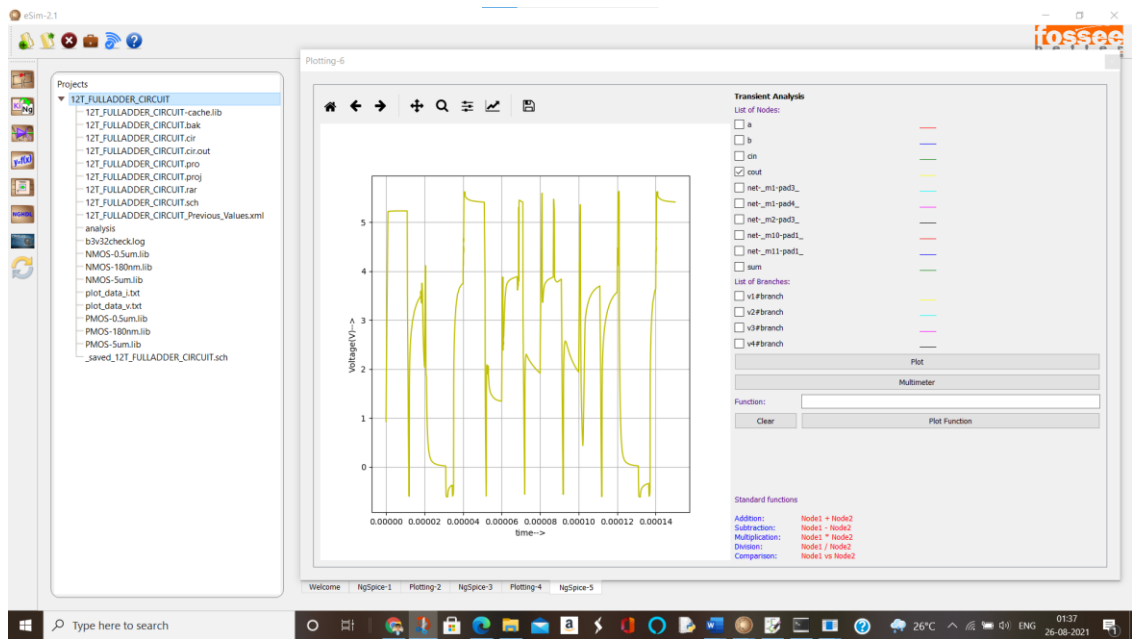 eSim-2.1
fossee
Plotting-6
Projects
12T_FULLADDER_CIRCUIT
12T_FULLADDER_CIRCUIT-cache.lib
12T_FULLADDER_CIRCUIT.bak
12T_FULLADDER_CIRCUIT.cir
12T_FULLADDER_CIRCUIT.cir.out
12T_FULLADDER_CIRCUIT.pro
12T_FULLADDER_CIRCUIT.proj
12T_FULLADDER_CIRCUIT.rar
12T_FULLADDER_CIRCUIT.sch
12T_FULLADDER_CIRCUIT_Previous_Values.xml
analysis
b3v32check.log
NMOS-0.5um.lib
NMOS-180nm.lib
NMOS-5um.lib
plot_data_i.txt
plot_data_v.txt
PMOS-0.5um.lib
PMOS-180nm.lib
PMOS-5um.lib
_saved_12T_FULLADDER_CIRCUIT.sch
Ng
y=f(x)
NGHDL
Voltage(V)-->
5
4
3
2
1
0
0.00000 0.00002 0.00004 0.00006 0.00008 0.00010 0.00012 0.00014
time-->
Transient Analysis
List of Nodes:
a
b
cin
cout
net-_m1-pad3_
net-_m1-pad4_
net-_m2-pad3_
net-_m10-pad1_
net-_m11-pad1_
sum
List of Branches:
v1#branch
v2#branch
v3#branch
v4#branch
Plot
Multimeter
Function:
Clear Plot Function
Standard functions
Addition: Node1 + Node2
Subtraction: Node1 - Node2
Multiplication: Node1 * Node2
Division: Node1 / Node2
Comparison: Node1 vs Node2
Welcome NgSpice-1 Plotting-2 NgSpice-3 Plotting-4 NgSpice-5
Type here to search
26°C ENG 01:37
26-08-2021